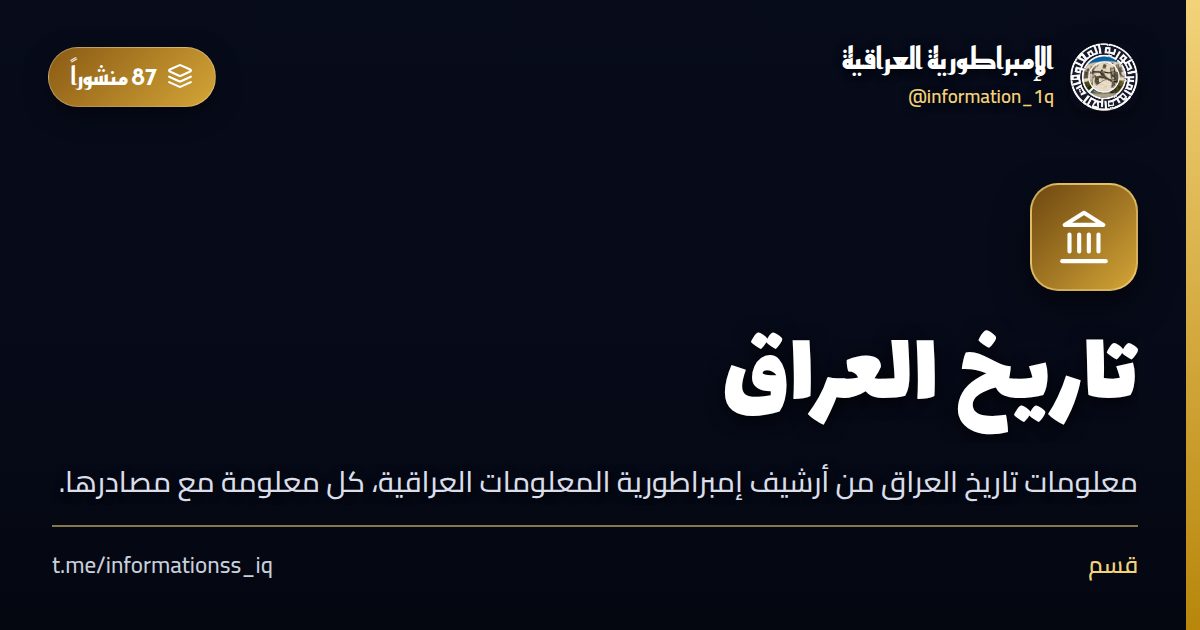 الإمبراطورية العراقية
@information_1q
87 منشوراً
تاريخ العراق
معلومات تاريخ العراق من أرشيف إمبراطورية المعلومات العراقية، كل معلومة مع مصادرها.
قسم
t.me/informationss_iq